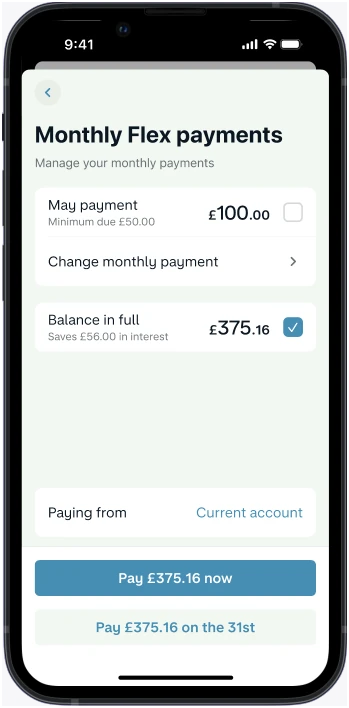 9:41
Monthly Flex payments
Manage your monthly payments
May payment
Minimum due £50.00
£100.00
Change monthly payment
Balance in full
Saves £56.00 in interest
£375.16
Paying from Current account
Pay £375.16 now
Pay £375.16 on the 31st